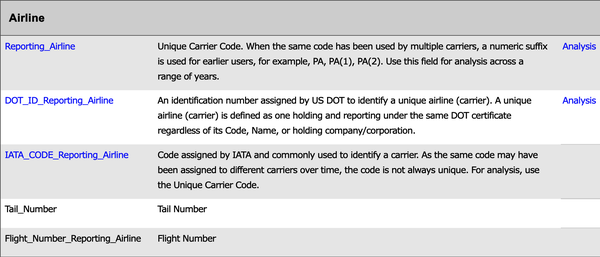 Airline
Reporting_Airline
Unique Carrier Code. When the same code has been used by multiple carriers, a numeric suffix
is used for earlier users, for example, PA, PA(1), PA(2). Use this field for analysis across a
range of years.
Analysis
DOT_ID_Reporting_Airline
An identification number assigned by US DOT to identify a unique airline (carrier). A unique
airline (carrier) is defined as one holding and reporting under the same DOT certificate
regardless of its Code, Name, or holding company/corporation.
Analysis
IATA_CODE_Reporting_Airline
Code assigned by IATA and commonly used to identify a carrier. As the same code may have
been assigned to different carriers over time, the code is not always unique. For analysis, use
the Unique Carrier Code.
Tail_Number
Tail Number
Flight_Number_Reporting_Airline
Flight Number